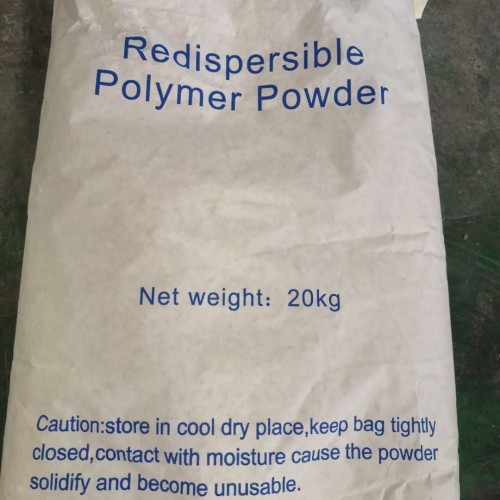 Redispersible
Polymer Powder
Net weight: 20kg
Caution:store in cool dry place,keep bag tightly
closed,contact with moisture cause the powder
solidify and become unusable.